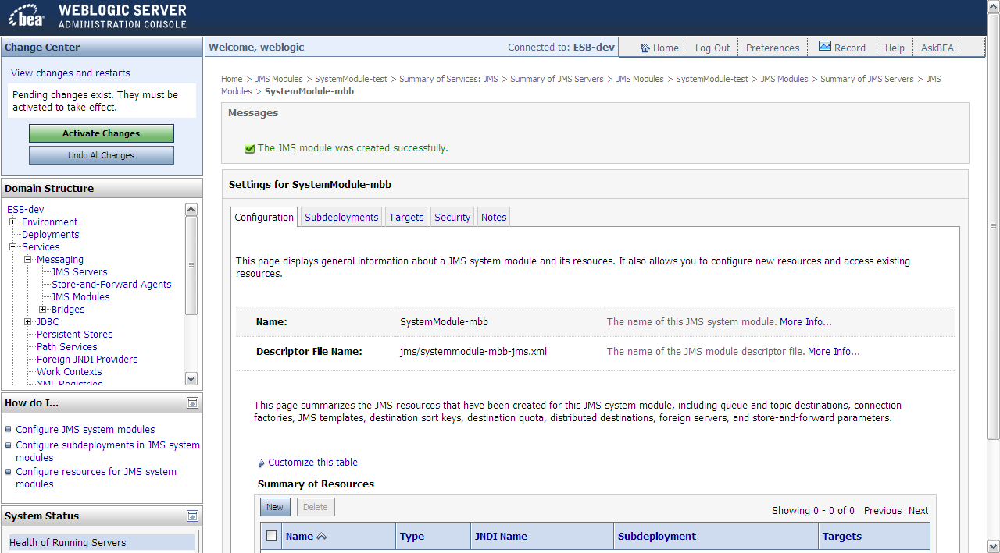 bea WEBLOGIC SERVER
ADMINISTRATION CONSOLE
Change Center
View changes and restarts
Pending changes exist. They must be
activated to take effect.
Activate Changes
Undo All Changes
Domain Structure
ESB-dev
Environment
Deployments
Services
Messaging
JMS Servers
Store-and-Forward Agents
JMS Modules
Bridges
JDBC
Persistent Stores
Path Services
Foreign JNDI Providers
Work Contexts
XML Registries
How do I...
Configure JMS system modules
Configure subdeployments in JMS system
modules
Configure resources for JMS system
modules
System Status
Health of Running Servers
Welcome, weblogic
Connected to: ESB-dev
Home
Log Out
Preferences
Record
Help
AskBEA
Home > JMS Modules > SystemModule-test > Summary of Services: JMS > Summary of JMS Servers > JMS Modules > SystemModule-test > JMS Modules > Summary of JMS Servers > JMS
Modules > SystemModule-mbb
Messages
The JMS module was created successfully.
Settings for SystemModule-mbb
Configuration
Subdeployments
Targets
Security
Notes
This page displays general information about a JMS system module and its resouces. It also allows you to configure new resources and access existing
resources.
Name: SystemModule-mbb The name of this JMS system module. More Info...
Descriptor File Name: jms/systemmodule-mbb-jms.xml The name of the JMS module descriptor file. More Info...
This page summarizes the JMS resources that have been created for this JMS system module, including queue and topic destinations, connection
factories, JMS templates, destination sort keys, destination quota, distributed destinations, foreign servers, and store-and-forward parameters.
Customize this table
Summary of Resources
New
Delete
Showing 0 - 0 of 0 Previous | Next
Name
Type
JNDI Name
Subdeployment
Targets